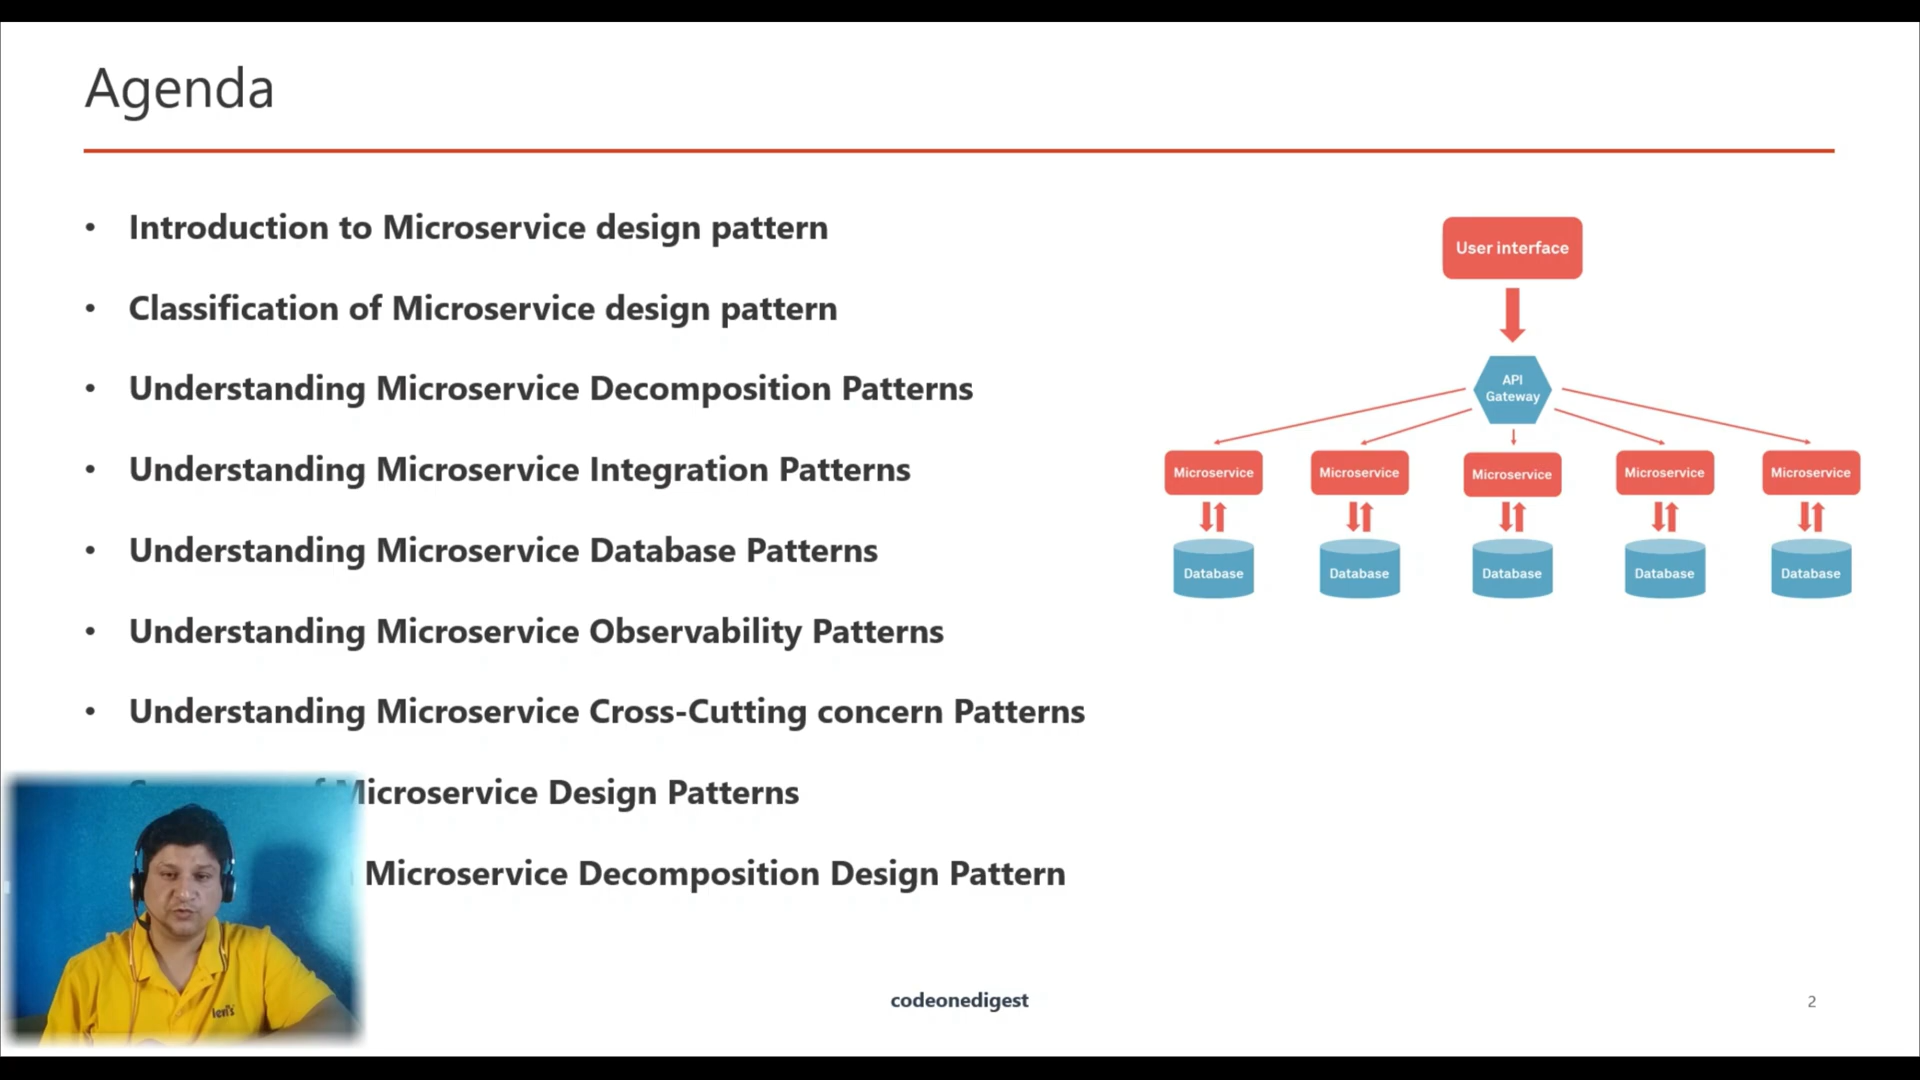 Agenda
• Introduction to Microservice design pattern
• Classification of Microservice design pattern
• Understanding Microservice Decomposition Patterns
• Understanding Microservice Integration Patterns
• Understanding Microservice Database Patterns
• Understanding Microservice Observability Patterns
• Understanding Microservice Cross-Cutting concern Patterns
Microservice Design Patterns
Microservice Decomposition Design Pattern
User interface
API
Gateway
Microservice Microservice Microservice Microservice Microservice
Database Database Database Database Database
codeonedigest
2